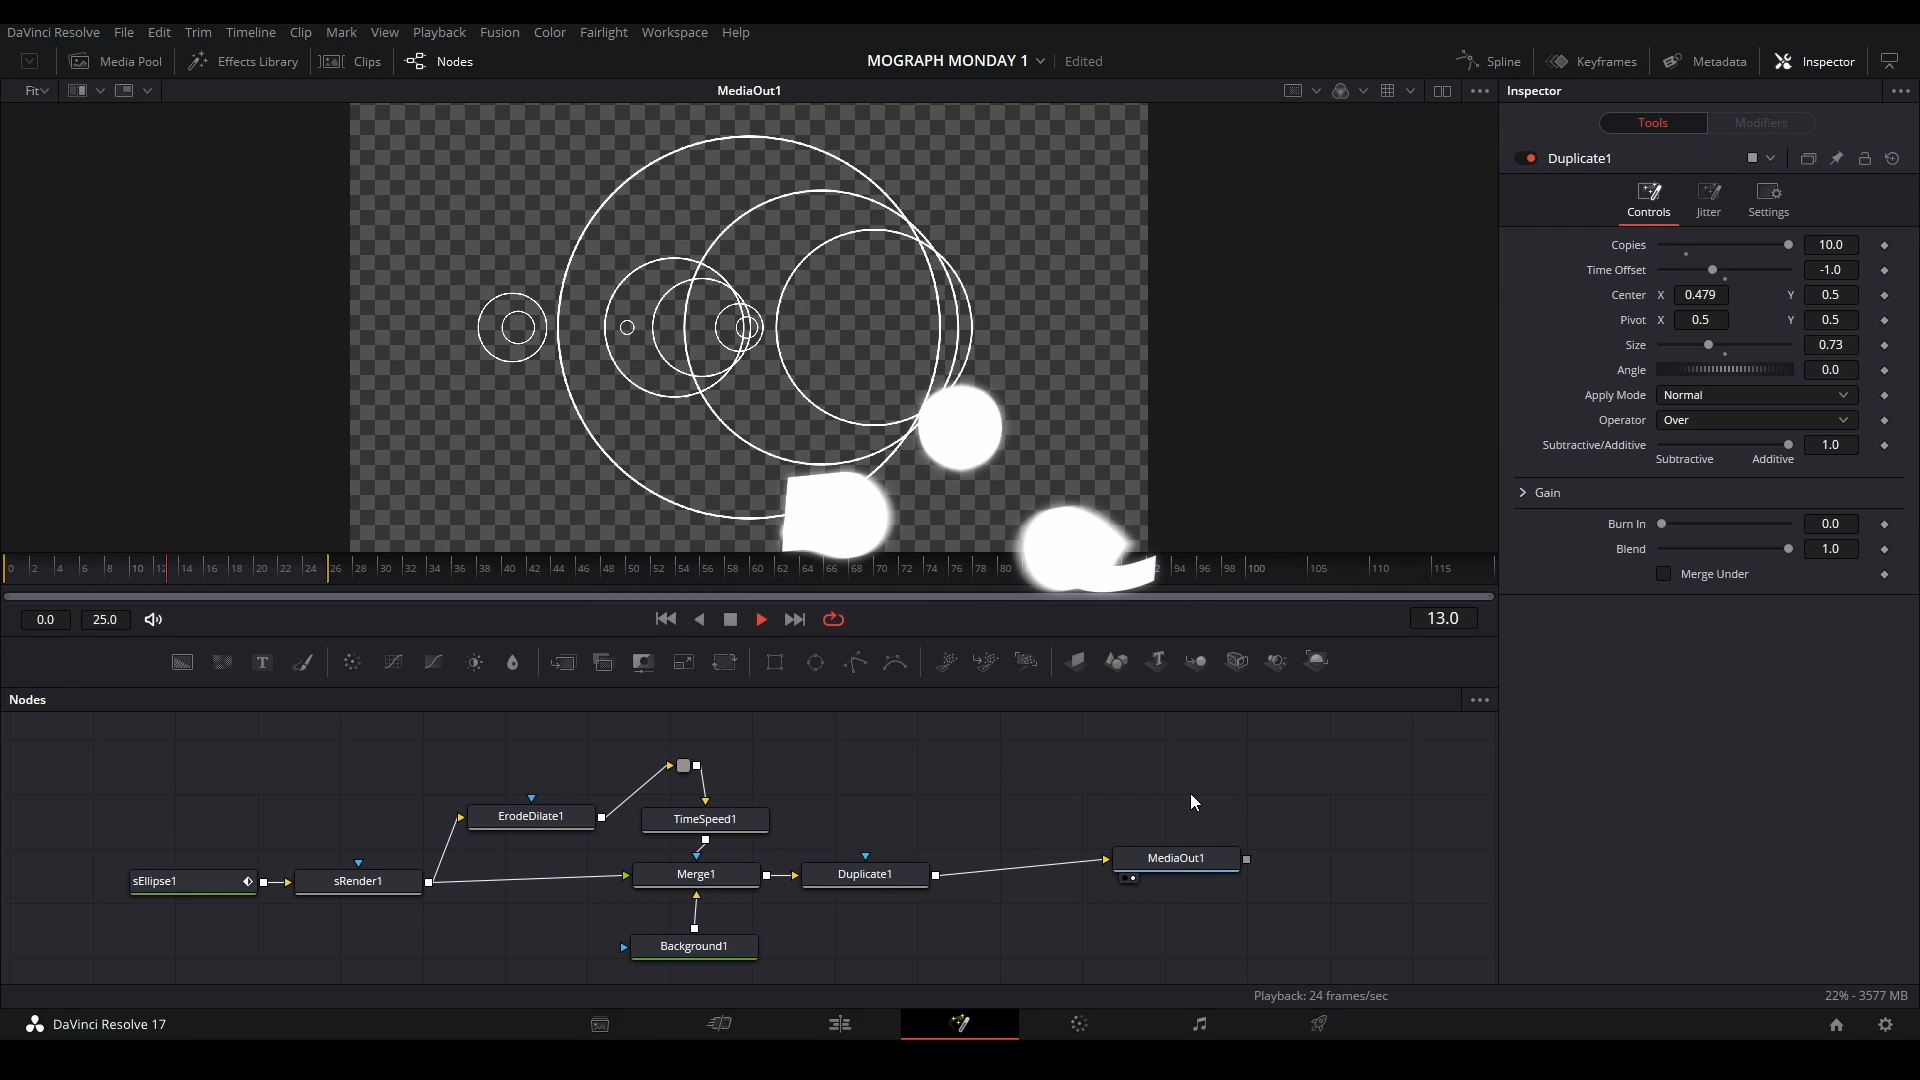 DaVinci Resolve File Edit Trim Timeline Clip Mark View Playback Fusion Color Fairlight Workspace Help
Media Pool Effects Library Clips Nodes MOGRAPH MONDAY 1 Edited Spline Keyframes Metadata Inspector
Fit MediaOut1 Inspector
Tools Modifiers
Duplicate1
Controls Jitter Settings
Copies 10.0
Time Offset -1.0
Center X 0.479 Y 0.5
Pivot X 0.5 Y 0.5
Size 0.73
Angle 0.0
Apply Mode Normal
Operator Over
Subtractive/Additive 1.0
Subtractive Additive
Gain
Burn In 0.0
Blend 1.0
Merge Under
0 2 4 6 8 10 12 14 16 18 20 22 24 26 28 30 32 34 36 38 40 42 44 46 48 50 52 54 56 58 60 62 64 66 68 70 72 74 76 78 80 94 96 98 100 105 110 115
0.0 25.0 13.0
T
Nodes
ErodeDilate1
TimeSpeed1
MediaOut1
sEllipse1 sRender1 Merge1 Duplicate1
Background1
Playback: 24 frames/sec 22% - 3577 MB
DaVinci Resolve 17